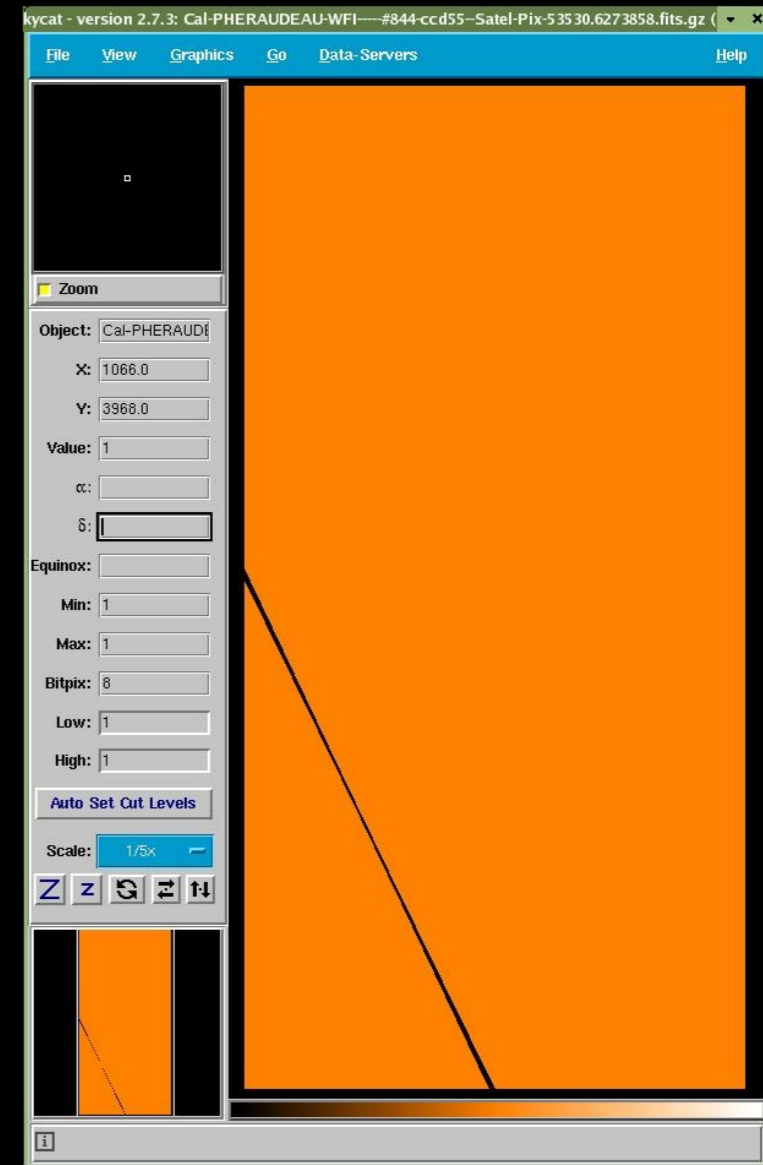 kycat - version 2.7.3: Cal-PHERAUDEAU-WFI-----#844-ccd55--Satel-Pix-53530.6273858.fits.gz (
File View Graphics Go Data-Servers Help
Zoom
Object: Cal-PHERAUDE
X: 1066.0
Y: 3968.0
Value: 1
α:
δ:
Equinox:
Min: 1
Max: 1
Bitpix: 8
Low: 1
High: 1
Auto Set Cut Levels
Scale: 1/5x
Z z